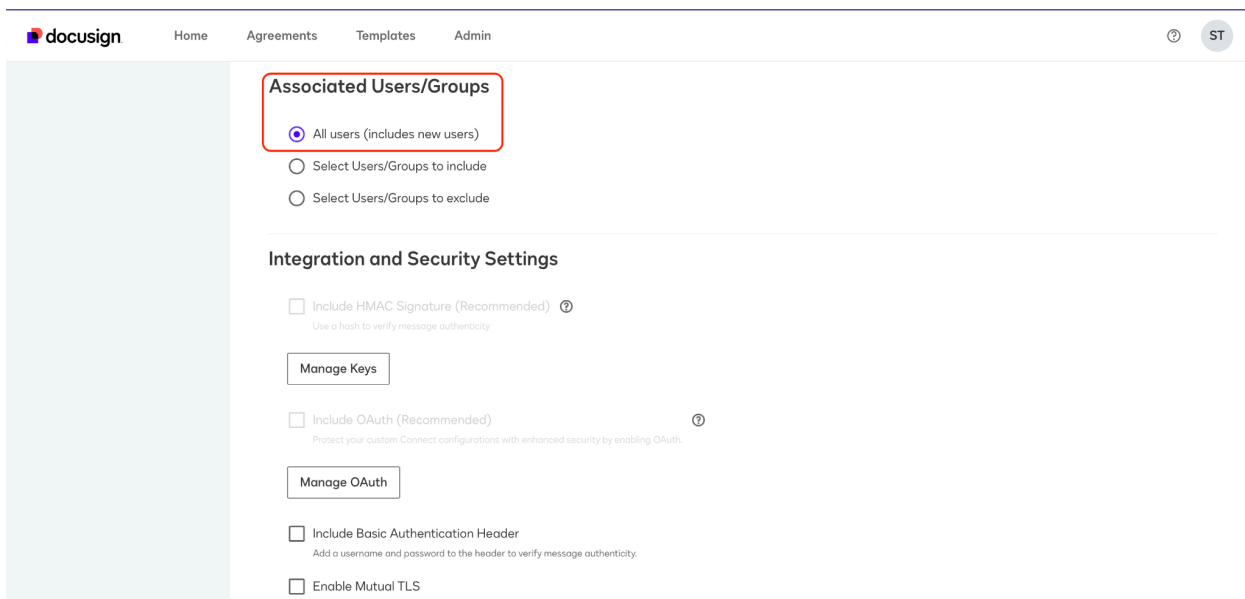 docusign
Home Agreements Templates Admin ? ST
Associated Users/Groups
All users (includes new users)
Select Users/Groups to include
Select Users/Groups to exclude
Integration and Security Settings
Include HMAC Signature (Recommended) ?
Use a hash to verify message authenticity
Manage Keys
Include OAuth (Recommended) ?
Protect your custom Connect configurations with enhanced security by enabling OAuth.
Manage OAuth
Include Basic Authentication Header
Add a username and password to the header to verify message authenticity.
Enable Mutual TLS